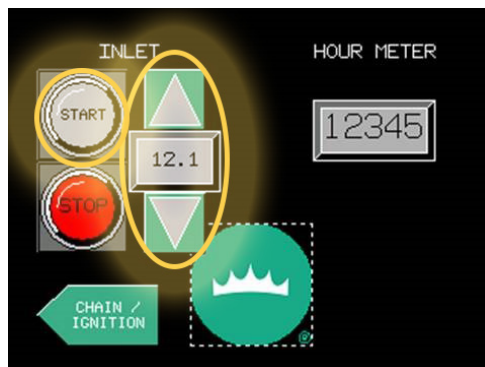 INLET
HOUR METER
START
12.1
12345
STOP
CHAIN /
IGNITION